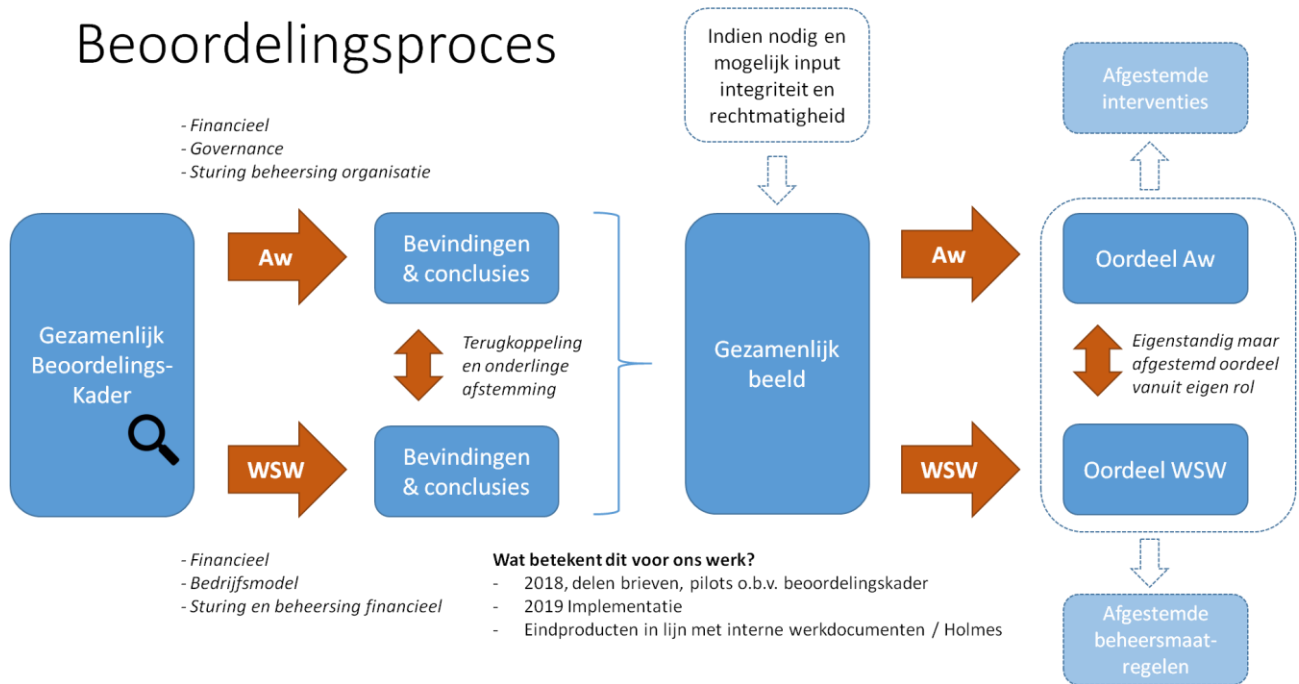 Beoordelingsproces
Indien nodig en
mogelijk input
integriteit en
rechtmatigheid
Afgestemde
interventies
- Financieel
- Governance
- Sturing beheersing organisatie
Gezamenlijk
Beoordelings-
Kader
Aw
Bevindingen
& conclusies
Terugkoppeling
en onderlinge
afstemming
WSW
Bevindingen
& conclusies
Gezamenlijk
beeld
Aw
Oordeel Aw
Eigenstandig maar
afgestemd oordeel
vanuit eigen rol
WSW
Oordeel WSW
- Financieel
- Bedrijfsmodel
- Sturing en beheersing financieel
Wat betekent dit voor ons werk?
- 2018, delen brieven, pilots o.b.v. beoordelingskader
- 2019 Implementatie
- Eindproducten in lijn met interne werkdocumenten / Holmes
Afgestemde
beheersmaat-
regelen